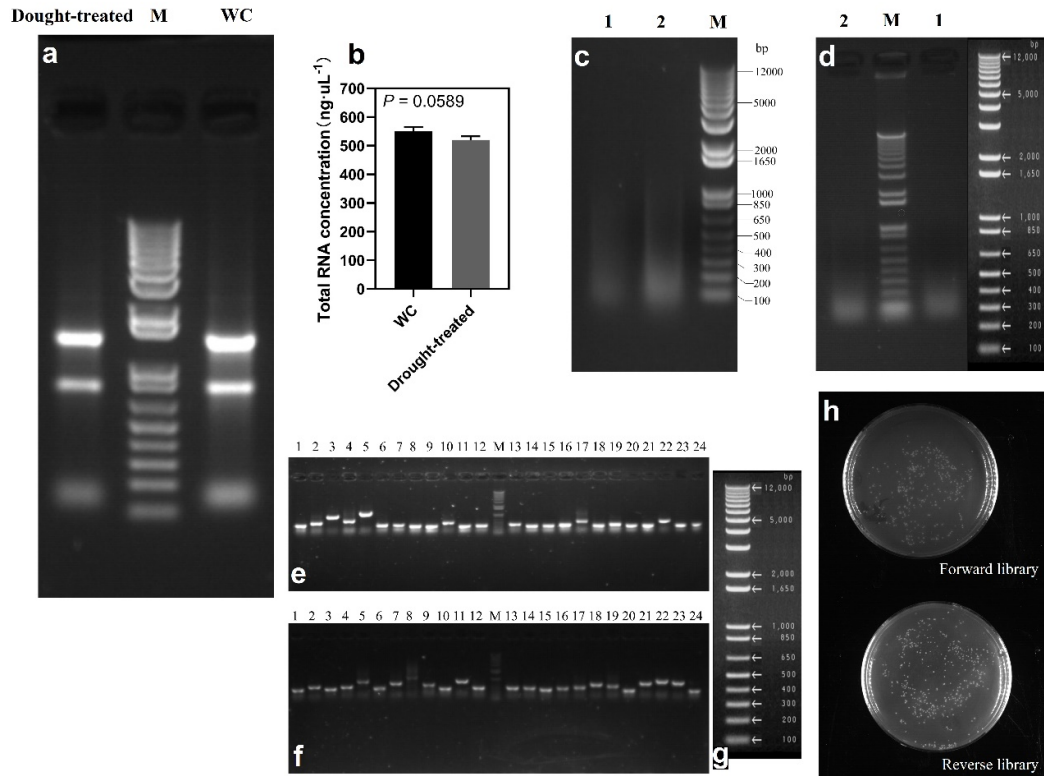 Dought-treated M WC
a
b
700
600
500
400
300
200
100
0
P = 0.0589
Total RNA concentration (ng·uL-1)
WC
Drought-treated
1 2 M
c
bp
12000
5000
2000
1650
1000
850
650
500
400
300
200
100
2 M 1
d
bp
12,000
5,000
2,000
1,650
1,000
850
650
500
400
300
200
100
1 2 3 4 5 6 7 8 9 10 11 12 M 13 14 15 16 17 18 19 20 21 22 23 24
e
1 2 3 4 5 6 7 8 9 10 11 12 M 13 14 15 16 17 18 19 20 21 22 23 24
f
bp
12,000
5,000
2,000
1,650
1,000
850
650
500
400
300
200
100
g
h
Forward library
Reverse library